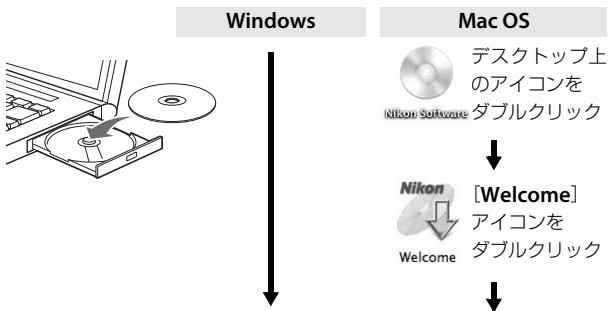 Windows
Mac OS
デスクトップ上
のアイコンを
ダブルクリック
Nikon Software
Nikon
Welcome
［Welcome］
アイコンを
ダブルクリック